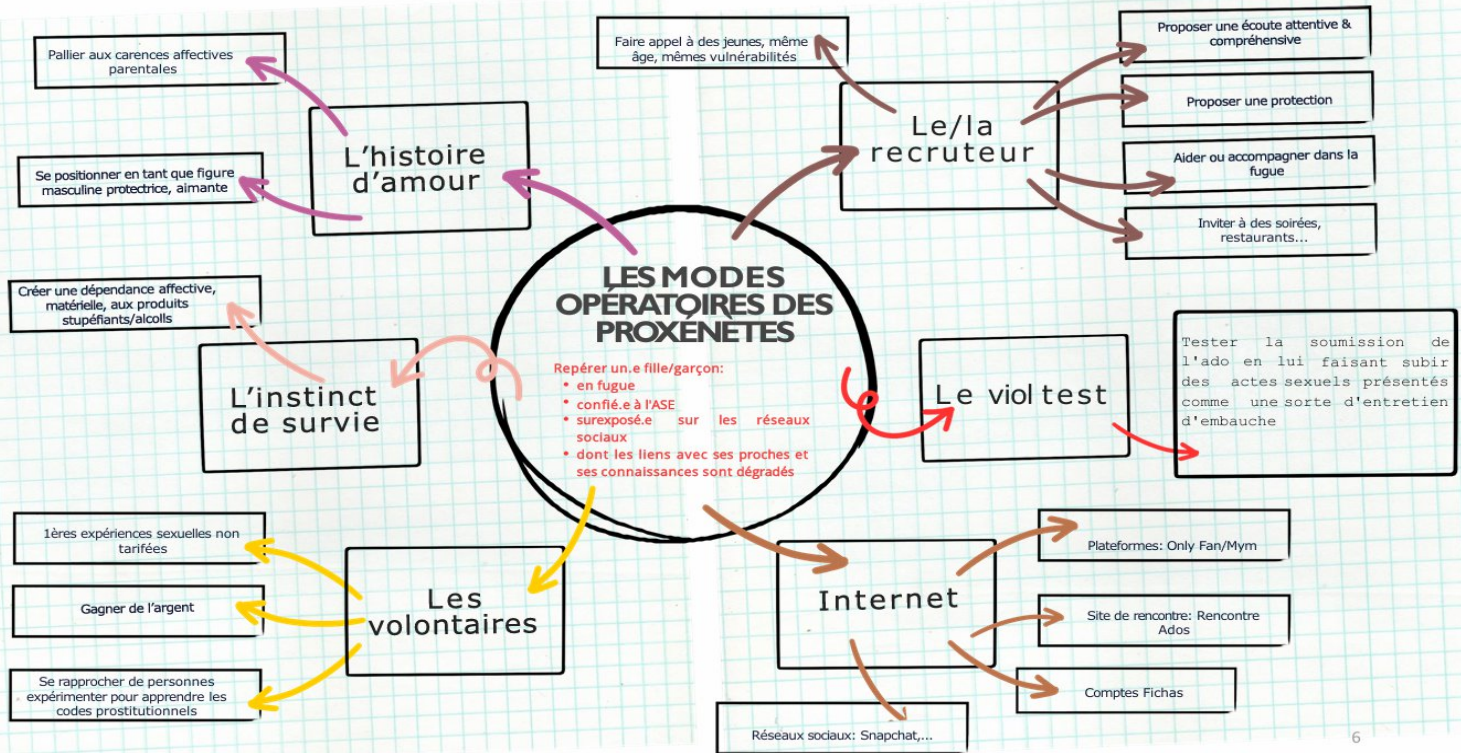 Pallier aux carences affectives
parentales
Se positionner en tant que figure
masculine protectrice, aimante
L'histoire
d'amour
Faire appel à des jeunes, même
âge, mêmes vulnérabilités
Le/la
recruteur
Proposer une écoute attentive &
compréhensive
Proposer une protection
Aider ou accompagner dans la
fugue
Inviter à des soirées,
restaurants...
LES MODES
OPÉRATOIRES DES
PROXÉNÈTES
Repérer un.e fille/garçon:
• en fugue
• confié.e à l'ASE
• surexposé.e sur les réseaux
sociaux
• dont les liens avec ses proches et
ses connaissances sont dégradés
Créer une dépendance affective,
matérielle, aux produits
stupéfiants/alcolls
L'instinct
de survie
Le viol test
Tester la soumission de
l'ado en lui faisant subir
des actes sexuels présentés
comme une sorte d'entretien
d'embauche
1ères expériences sexuelles non
tarifées
Gagner de l'argent
Se rapprocher de personnes
expérimenter pour apprendre les
codes prostitutionnels
Les
volontaires
Internet
Plateformes: Only Fan/Mym
Site de rencontre: Rencontre
Ados
Comptes Fichas
Réseaux sociaux: Snapchat,...
6